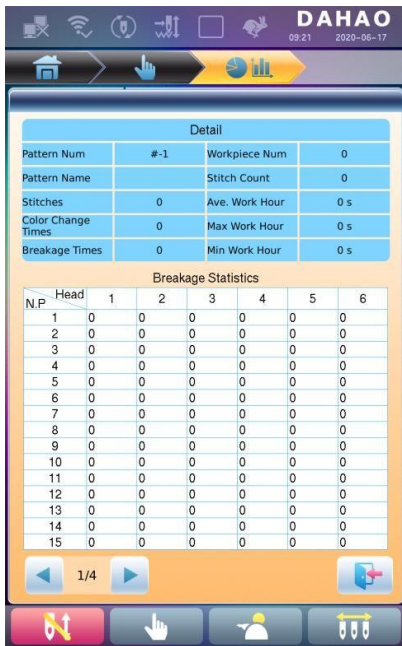 DAHAO
09:21 2020-06-17
Detail
Pattern Num #-1 Workpiece Num 0
Pattern Name Stitch Count 0
Stitches 0 Ave. Work Hour 0 s
Color Change Times 0 Max Work Hour 0 s
Breakage Times 0 Min Work Hour 0 s
Breakage Statistics
N.P Head 1 2 3 4 5 6
1 0 0 0 0 0 0
2 0 0 0 0 0 0
3 0 0 0 0 0 0
4 0 0 0 0 0 0
5 0 0 0 0 0 0
6 0 0 0 0 0 0
7 0 0 0 0 0 0
8 0 0 0 0 0 0
9 0 0 0 0 0 0
10 0 0 0 0 0 0
11 0 0 0 0 0 0
12 0 0 0 0 0 0
13 0 0 0 0 0 0
14 0 0 0 0 0 0
15 0 0 0 0 0 0
1/4